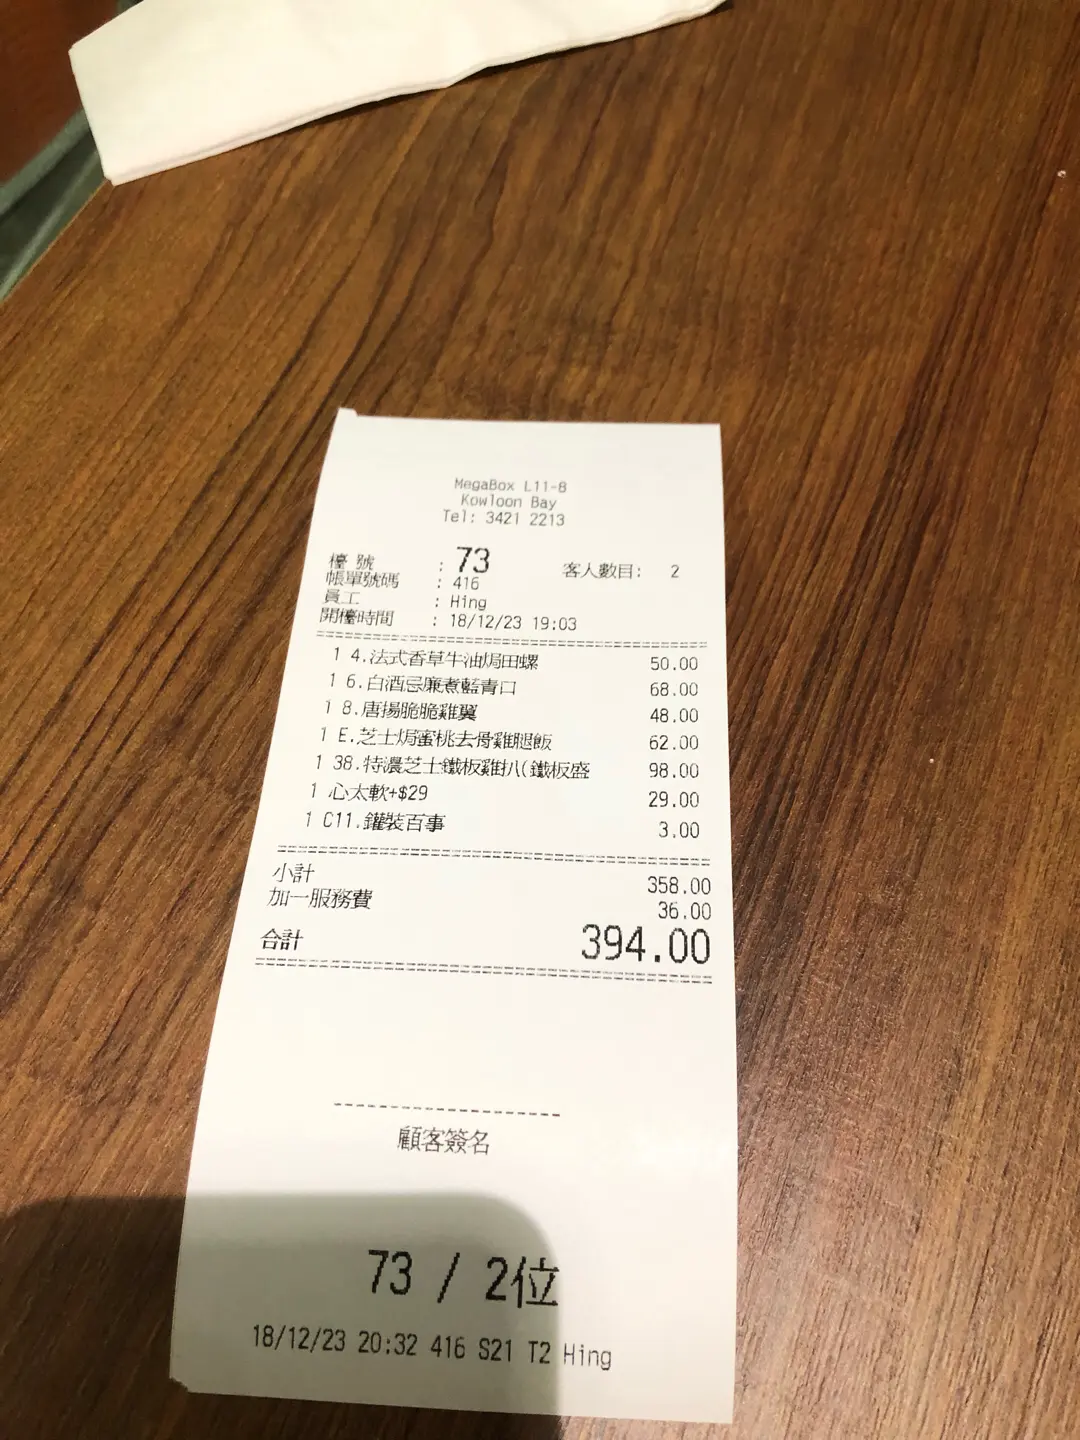 MegaBox L11-8
Kowloon Bay
Tel: 3421 2213
檯 號 : 73 客人數目: 2
帳單號碼 : 416
員工 : Hing
開檯時間 : 18/12/23 19:03
1 4.法式香草牛油焗田螺 50.00
1 6.白酒忌廉煮藍青口 68.00
1 8.唐揚脆脆雞翼 48.00
1 E.芝士焗蜜桃去骨雞腿飯 62.00
1 38.特濃芝士鐵板雞扒(鐵板盛 98.00
1 心太軟+$29 29.00
1 C11.鑵裝百事 3.00
小計 358.00
加一服務費 36.00
合計 394.00
顧客簽名
73 / 2位
18/12/23 20:32 416 S21 T2 Hing